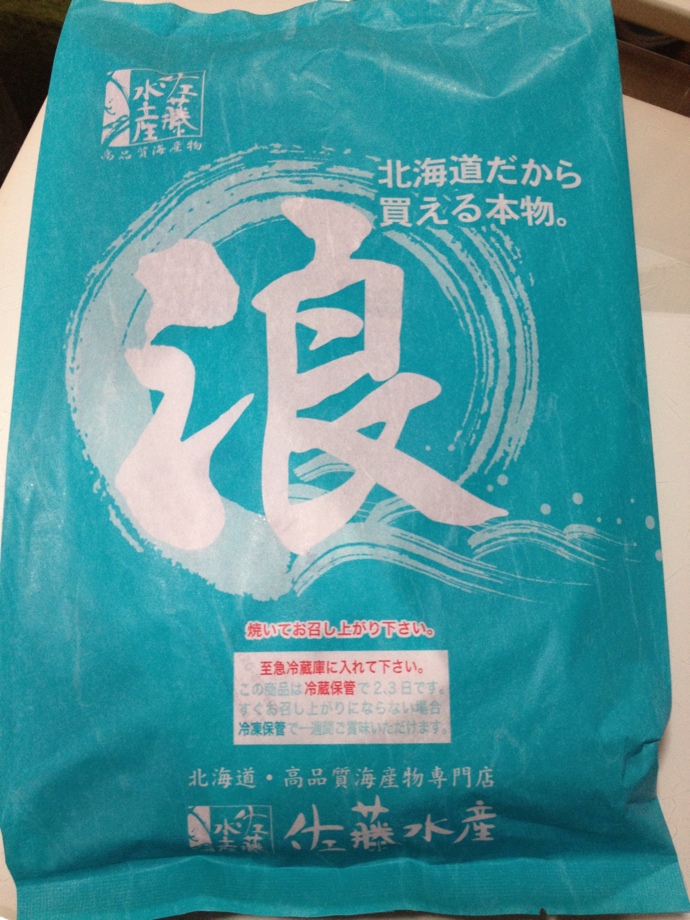 佐藤
水産
高品質海産物
北海道だから
買える本物。
浪
焼いてお召し上がり下さい。
至急冷蔵庫に入れて下さい。
この商品は冷蔵保管で2.3日です。
すぐお召し上がりにならない場合
冷凍保管で一週間ご賞味いただけます。
北海道・高品質海産物専門店
佐藤
水産
佐藤水産